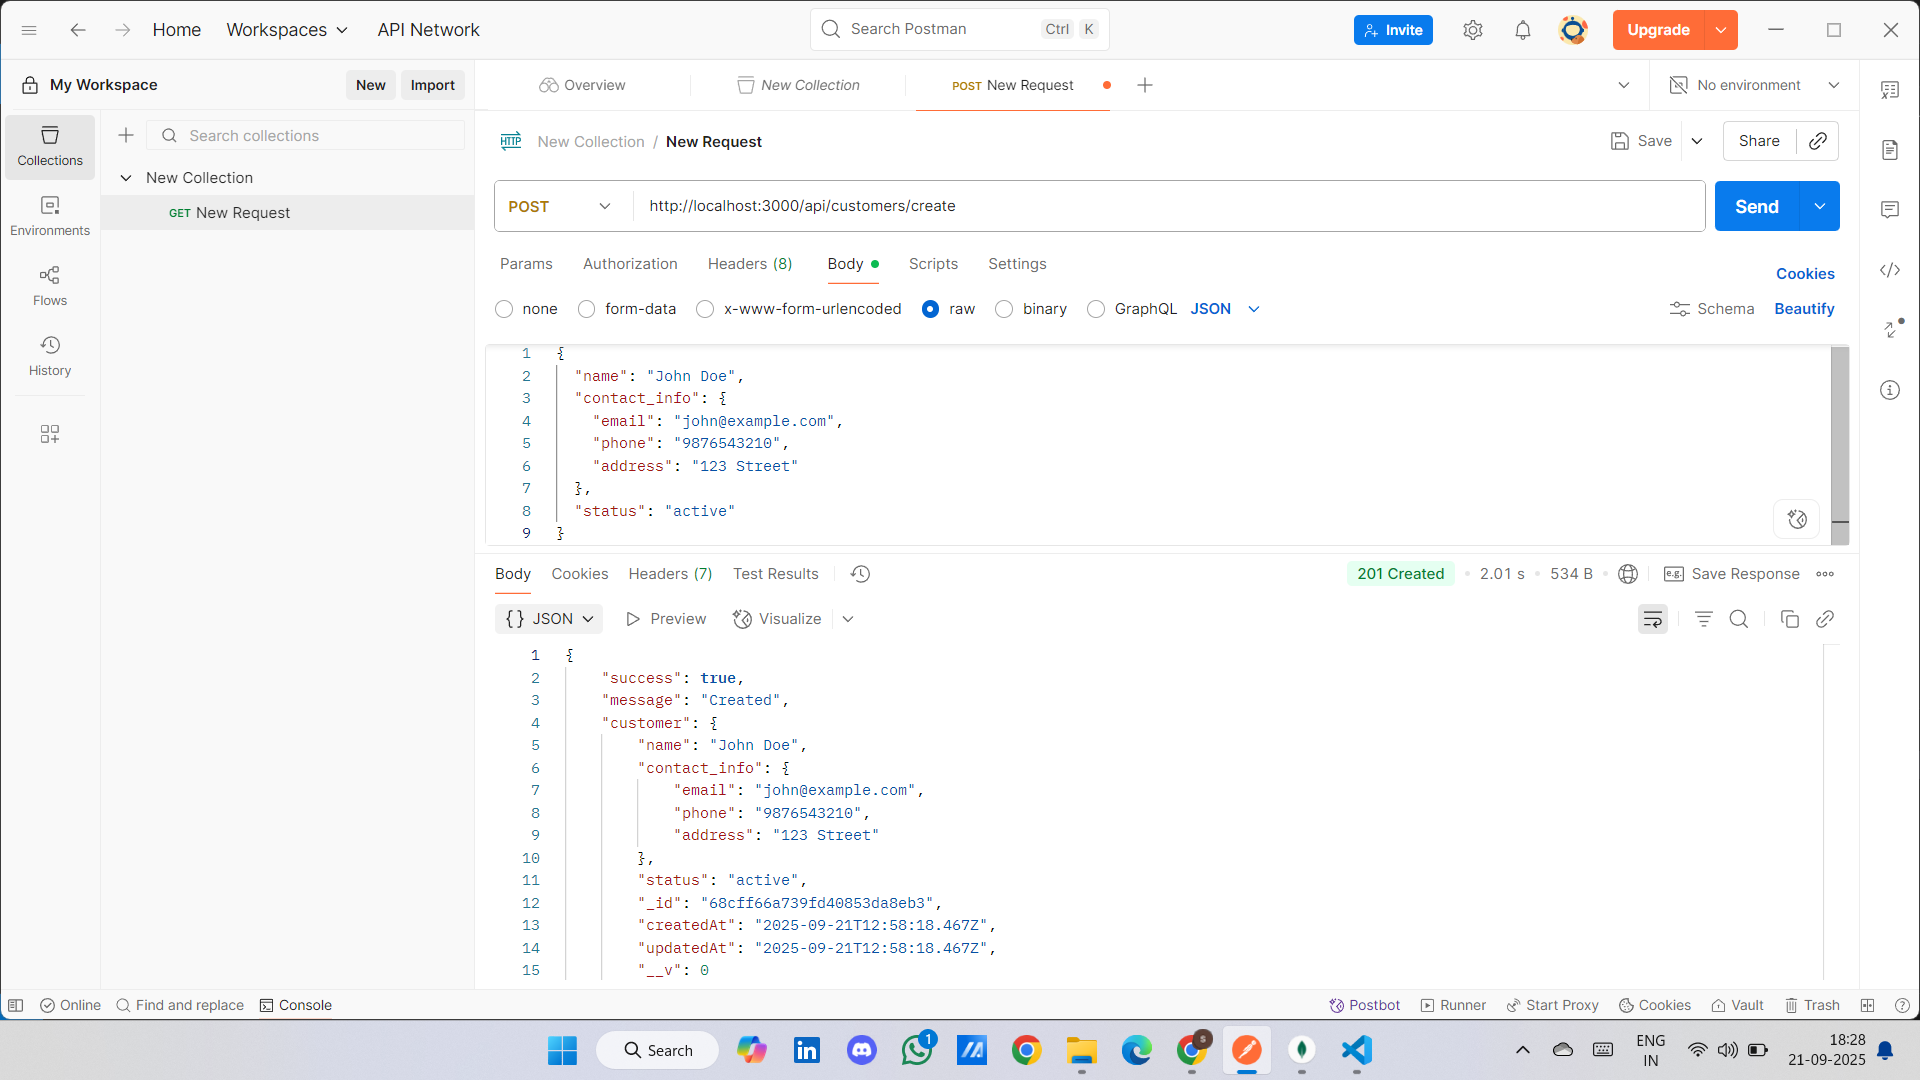 Home
Workspaces
API Network
Search Postman
Ctrl K
Invite
Upgrade
My Workspace
New
Import
Overview
New Collection
POST New Request
No environment
Collections
Environments
Flows
History
Search collections
New Collection
GET New Request
HTTP
New Collection / New Request
Save
Share
POST
http://localhost:3000/api/customers/create
Send
Params
Authorization
Headers (8)
Body
Scripts
Settings
Cookies
none
form-data
x-www-form-urlencoded
raw
binary
GraphQL
JSON
Schema
Beautify
1 {
2 "name": "John Doe",
3 "contact_info": {
4 "email": "john@example.com",
5 "phone": "9876543210",
6 "address": "123 Street"
7 },
8 "status": "active"
9 }
Body
Cookies
Headers (7)
Test Results
201 Created
2.01 s
534 B
e.g.
Save Response
{} JSON
Preview
Visualize
1 {
2 "success": true,
3 "message": "Created",
4 "customer": {
5 "name": "John Doe",
6 "contact_info": {
7 "email": "john@example.com",
8 "phone": "9876543210",
9 "address": "123 Street"
10 },
11 "status": "active",
12 "_id": "68cff66a739fd40853da8eb3",
13 "createdAt": "2025-09-21T12:58:18.467Z",
14 "updatedAt": "2025-09-21T12:58:18.467Z",
15 "__v": 0
Online
Find and replace
Console
Postbot
Runner
Start Proxy
Cookies
Vault
Trash
Search
1
S
ENG
IN
18:28
21-09-2025